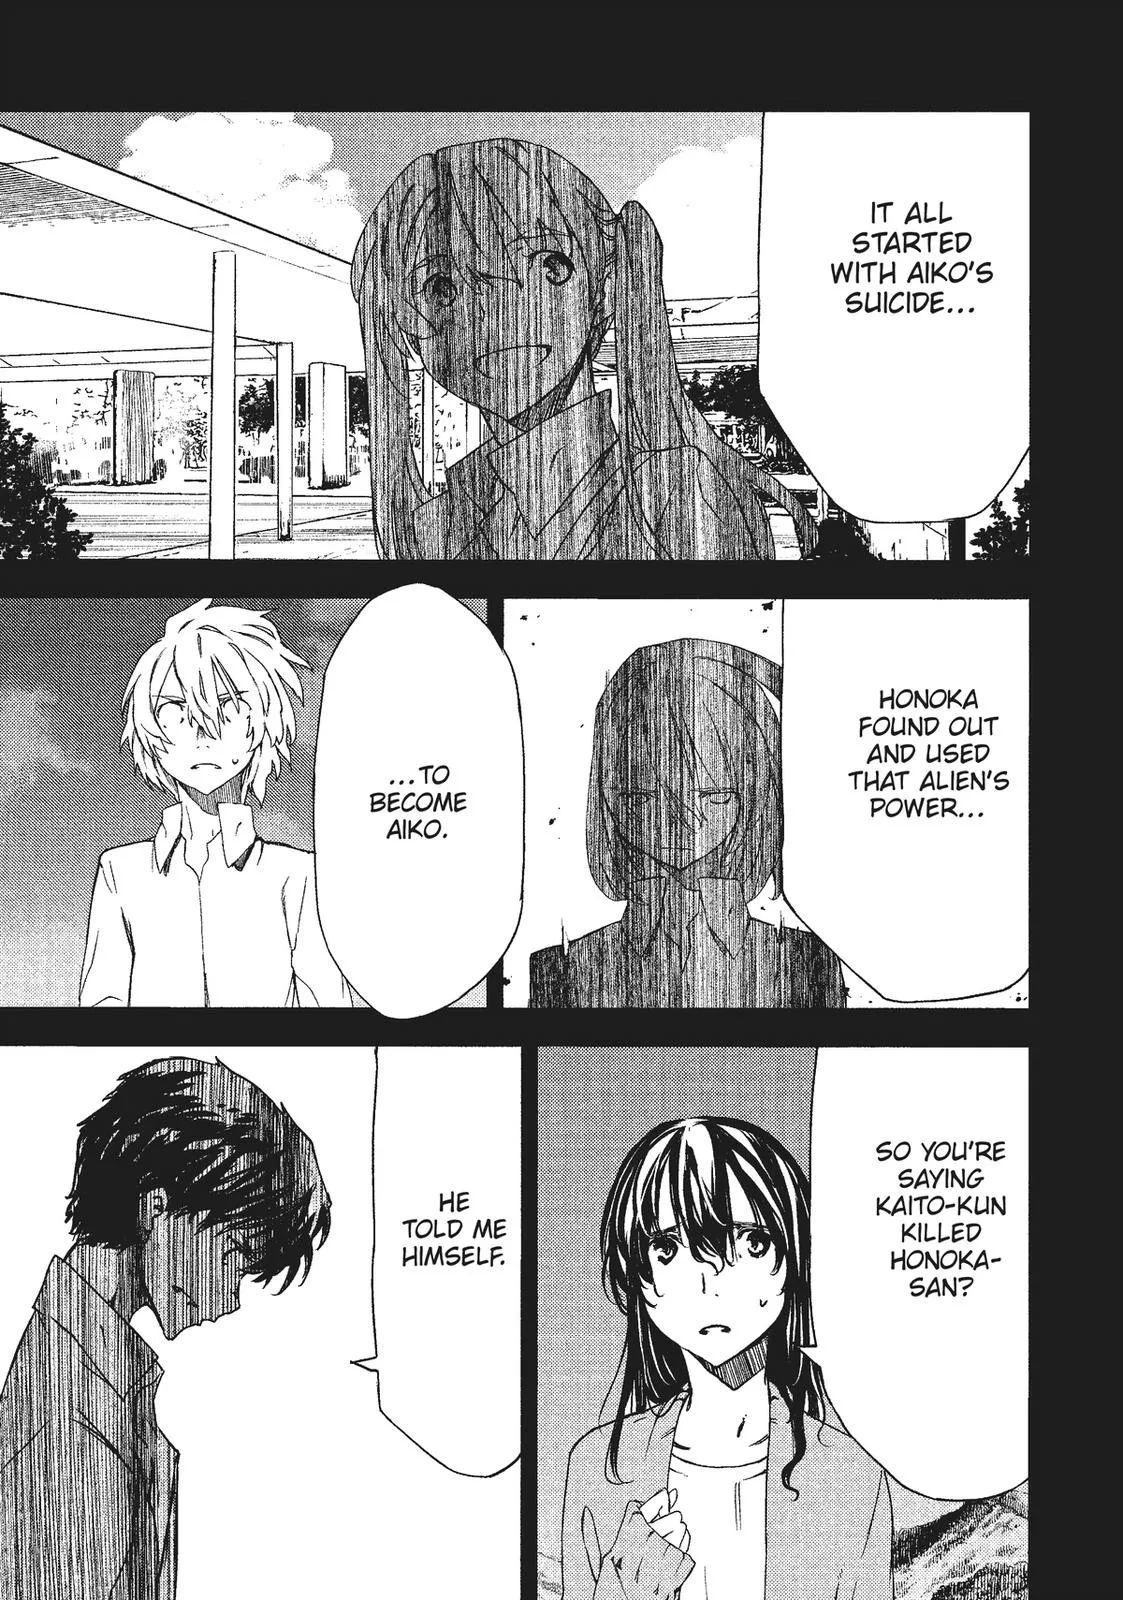 IT ALL
STARTED
WITH AIKO'S
SUICIDE...
HONOKA
FOUND OUT
AND USED
THAT ALIEN'S
POWER...
...TO
BECOME
AIKO.
SO YOU'RE
SAYING
KAITO-KUN
KILLED
HONOKA-
SAN?
HE
TOLD ME
HIMSELF.